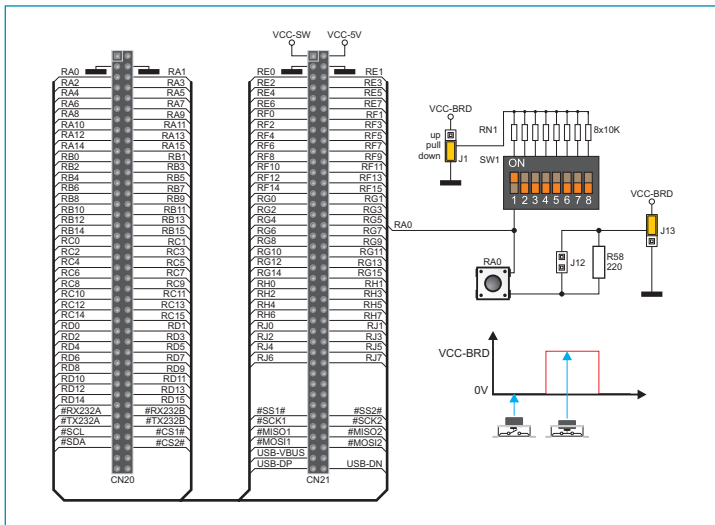 VCC-SW VCC-5V
RA0 RA1
RA2 RA3
RA4 RA5
RA6 RA7
RA8 RA9
RA10 RA11
RA12 RA13
RA14 RA15
RB0 RB1
RB2 RB3
RB4 RB5
RB6 RB7
RB8 RB9
RB10 RB11
RB12 RB13
RB14 RB15
RC0 RC1
RC2 RC3
RC4 RC5
RC6 RC7
RC8 RC9
RC10 RC11
RC12 RC13
RC14 RC15
RD0 RD1
RD2 RD3
RD4 RD5
RD6 RD7
RD8 RD9
RD10 RD11
RD12 RD13
RD14 RD15
#RX232A #RX232B
#TX232A #TX232B
#SCL #CS1#
#SDA #CS2#
CN20
RE0 RE1
RE2 RE3
RE4 RE5
RE6 RE7
RF0 RF1
RF2 RF3
RF4 RF5
RF6 RF7
RF8 RF9
RF10 RF11
RF12 RF13
RF14 RF15
RG0 RG1
RG2 RG3
RG4 RG5
RG6 RG7
RG8 RG9
RG10 RG11
RG12 RG13
RG14 RG15
RH0 RH1
RH2 RH3
RH4 RH5
RH6 RH7
RJ0 RJ1
RJ2 RJ3
RJ4 RJ5
RJ6 RJ7
#SS1# #SS2#
#SCK1 #SCK2
#MISO1 #MISO2
#MOSI1 #MOSI2
USB-VBUS
USB-DP USB-DN
CN21
VCC-BRD
up
pull
down
J1
RN1 8x10K
SW1
ON
1 2 3 4 5 6 7 8
VCC-BRD
J13
RA0
RA0
J12
R58
220
VCC-BRD
0V